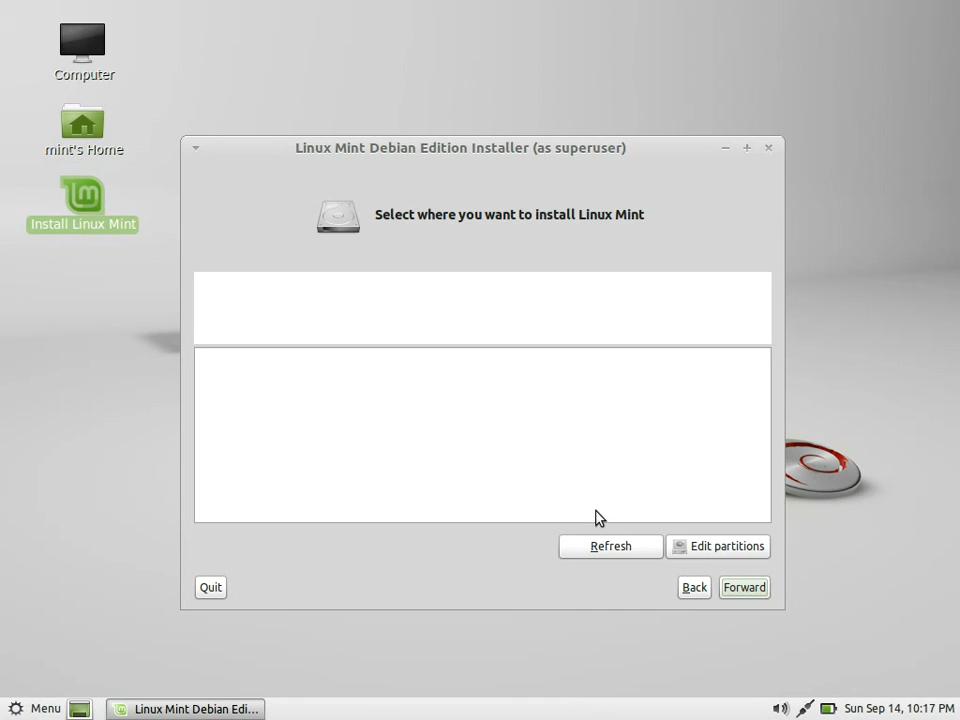 Computer
mint's Home
lm
Install Linux Mint
Linux Mint Debian Edition Installer (as superuser)
Select where you want to install Linux Mint
Refresh
Edit partitions
Quit
Back
Forward
Menu
Linux Mint Debian Edi...
Sun Sep 14, 10:17 PM